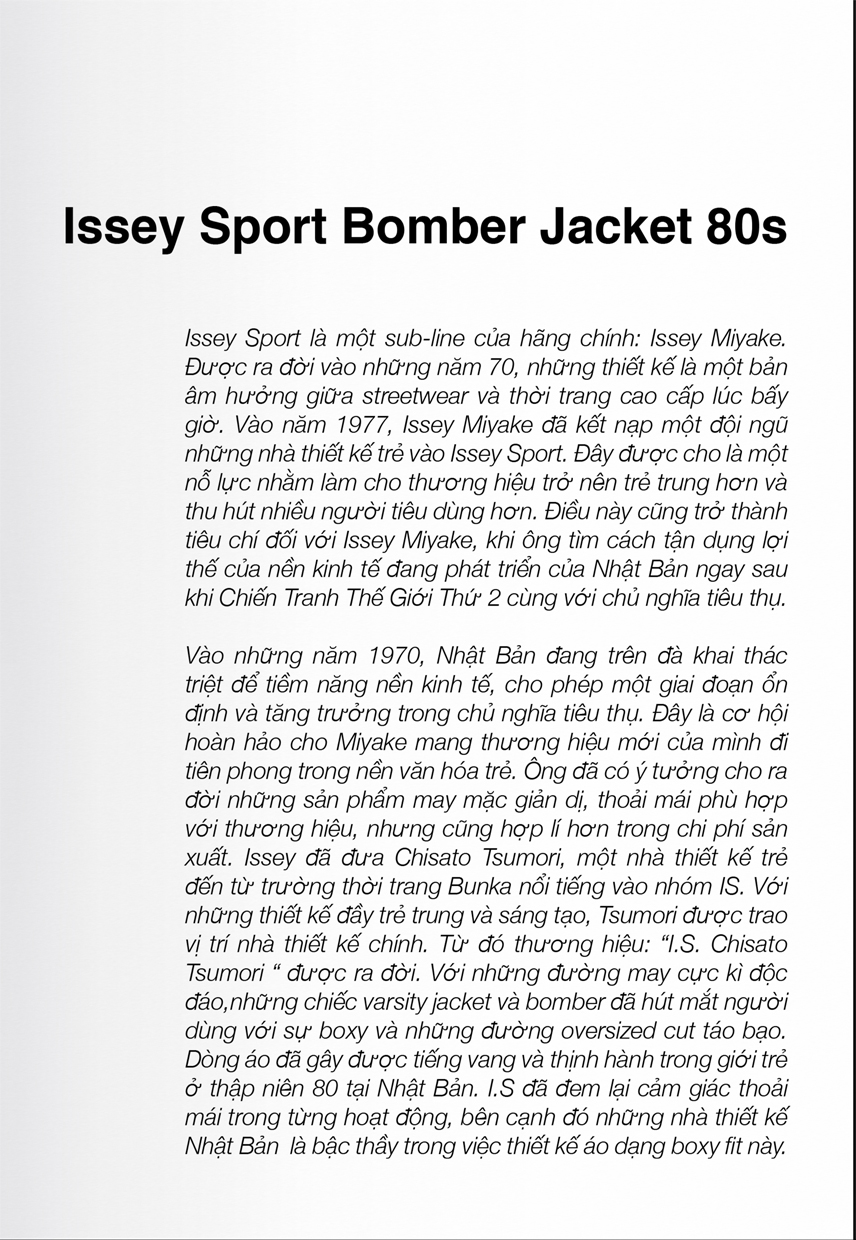 Issey Sport Bomber Jacket 80s
Issey Sport là một sub-line của hãng chính: Issey Miyake.
Được ra đời vào những năm 70, những thiết kế là một bản
âm hưởng giữa streetwear và thời trang cao cấp lúc bấy
giờ. Vào năm 1977, Issey Miyake đã kết nạp một đội ngũ
những nhà thiết kế trẻ vào Issey Sport. Đây được cho là một
nỗ lực nhằm làm cho thương hiệu trở nên trẻ trung hơn và
thu hút nhiều người tiêu dùng hơn. Điều này cũng trở thành
tiêu chí đối với Issey Miyake, khi ông tìm cách tận dụng lợi
thế của nền kinh tế đang phát triển của Nhật Bản ngay sau
khi Chiến Tranh Thế Giới Thứ 2 cùng với chủ nghĩa tiêu thụ.
Vào những năm 1970, Nhật Bản đang trên đà khai thác
triệt để tiềm năng nền kinh tế, cho phép một giai đoạn ổn
định và tăng trưởng trong chủ nghĩa tiêu thụ. Đây là cơ hội
hoàn hảo cho Miyake mang thương hiệu mới của mình đi
tiên phong trong nền văn hóa trẻ. Ông đã có ý tưởng cho ra
đời những sản phẩm may mặc giản dị, thoải mái phù hợp
với thương hiệu, nhưng cũng hợp lí hơn trong chi phí sản
xuất. Issey đã đưa Chisato Tsumori, một nhà thiết kế trẻ
đến từ trường thời trang Bunka nổi tiếng vào nhóm IS. Với
những thiết kế đầy trẻ trung và sáng tạo, Tsumori được trao
vị trí nhà thiết kế chính. Từ đó thương hiệu: “I.S. Chisato
Tsumori “ được ra đời. Với những đường may cực kì độc
đáo,những chiếc varsity jacket và bomber đã hút mắt người
dùng với sự boxy và những đường oversized cut táo bạo.
Dòng áo đã gây được tiếng vang và thịnh hành trong giới trẻ
ở thập niên 80 tại Nhật Bản. I.S đã đem lại cảm giác thoải
mái trong từng hoạt động, bên cạnh đó những nhà thiết kế
Nhật Bản là bậc thầy trong việc thiết kế áo dạng boxy fit này.